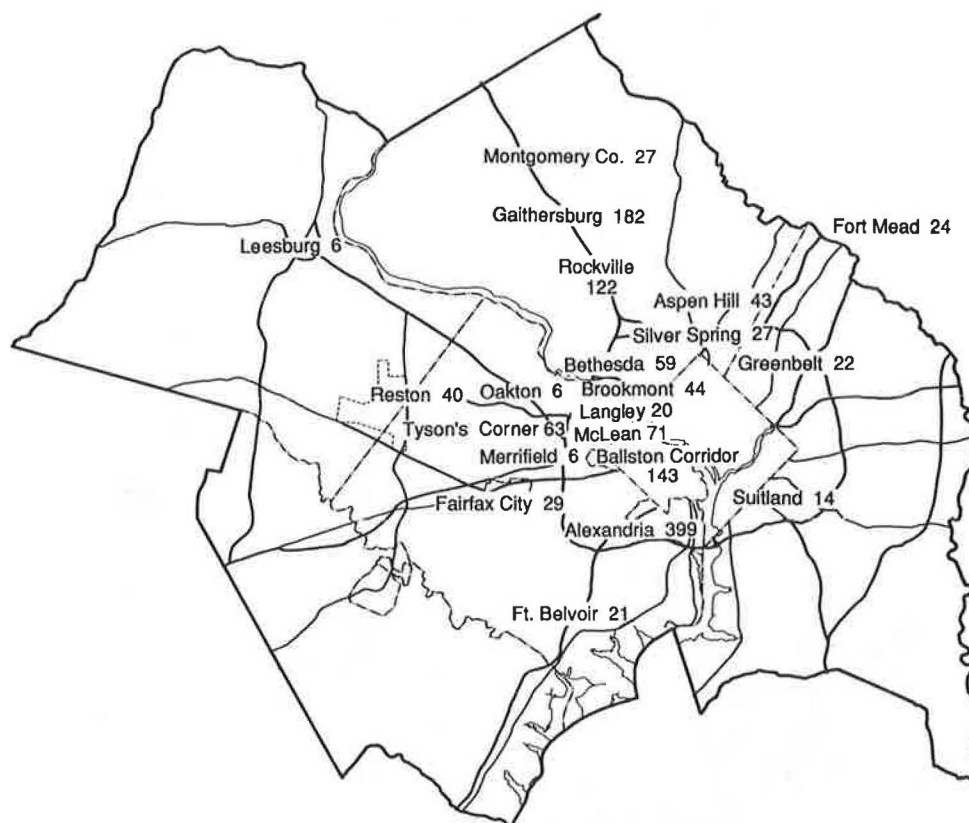 Montgomery Co. 27
Gaithersburg 182
Fort Mead 24
Leesburg 6
Rockville
122
Aspen Hill 43
Silver Spring 27
Bethesda 59
Greenbelt 22
Reston 40
Oakton 6
Brookmont 44
Langley 20
Tyson's Corner 63
McLean 71
Merrifield 6
Ballston Corridor
143
Fairfax City 29
Suitland 14
Alexandria 399
Ft. Belvoir 21